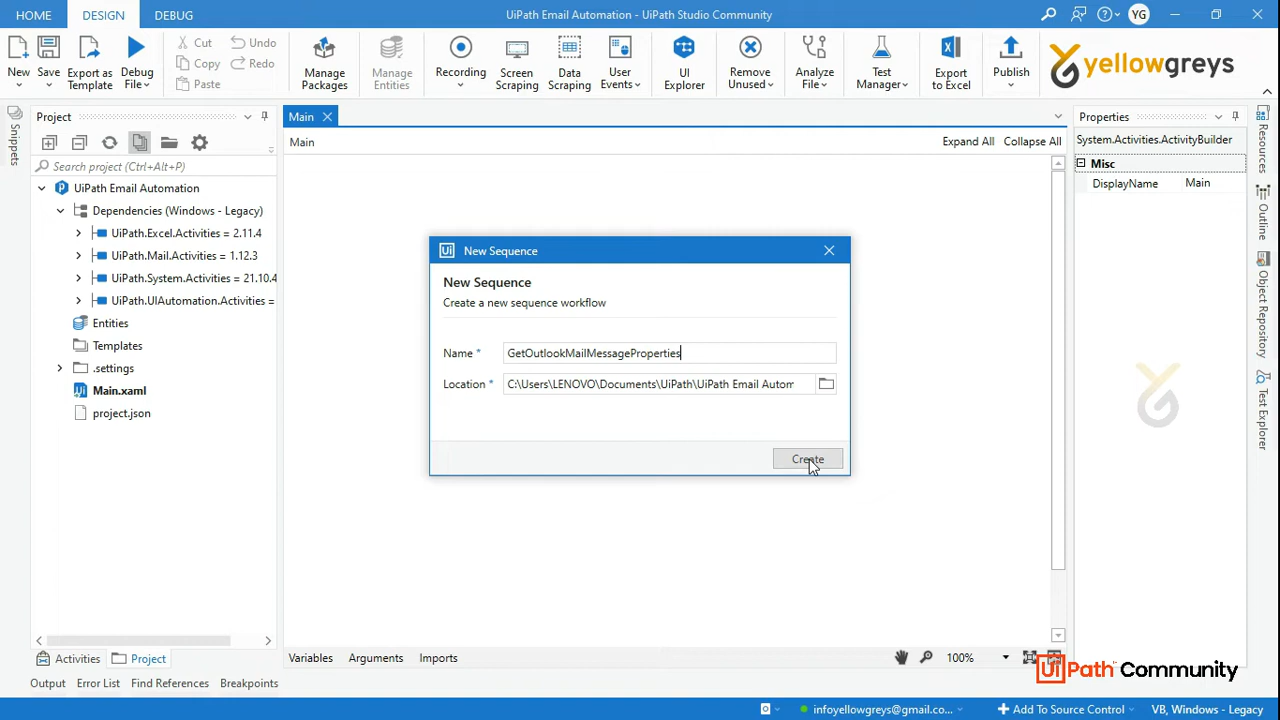 HOME DESIGN DEBUG UiPath Email Automation - UiPath Studio Community YG
New Save Export as Template Debug File Cut Copy Paste Undo Redo Manage Packages Manage Entities Recording Screen Scraping Data Scraping User Events UI Explorer Remove Unused Analyze File Test Manager Export to Excel Publish yellowgreys
Snippets
Project
Search project (Ctrl+Alt+P)
UiPath Email Automation
Dependencies (Windows - Legacy)
UiPath.Excel.Activities = 2.11.4
UiPath.Mail.Activities = 1.12.3
UiPath.System.Activities = 21.10.4
UiPath.UIAutomation.Activities =
Entities
Templates
.settings
Main.xaml
project.json
Activities Project
Main
Main Expand All Collapse All
New Sequence
New Sequence
Create a new sequence workflow
Name * GetOutlookMailMessageProperties
Location * C:\Users\LENOVO\Documents\UiPath\UiPath Email Autom
Create
Variables Arguments Imports 100%
Properties
System.Activities.ActivityBuilder
Misc
DisplayName Main
Resources
Outline
Object Repository
Test Explorer
UiPath Community
Output Error List Find References Breakpoints
infoyellowgreys@gmail.co... Add To Source Control VB, Windows - Legacy